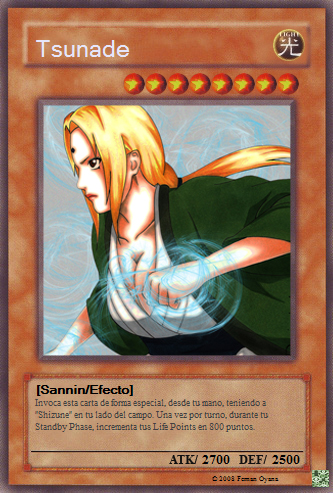 Tsunade
LIGHT
光
[Sannin/Efecto]
Invoca esta carta de forma especial, desde tu mano, teniendo a
"Shizune" en tu lado del campo. Una vez por turno, durante tu
Standby Phase, incrementa tus Life Points en 800 puntos.
ATK/ 2700 DEF/ 2500
©2008 Fernan Oyana